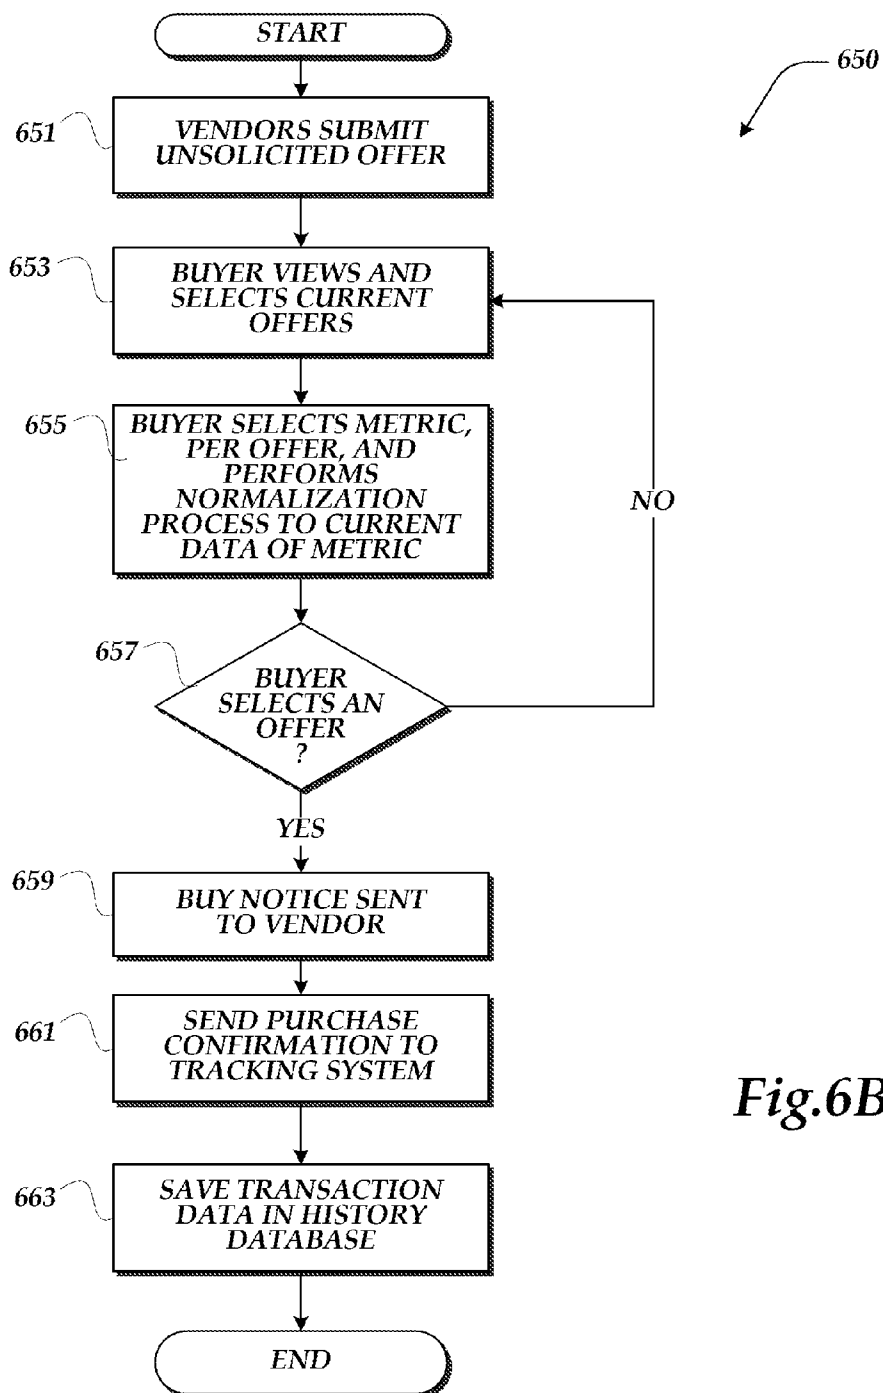 START
650
651
VENDORS SUBMIT
UNSOLICITED OFFER
653
BUYER VIEWS AND
SELECTS CURRENT
OFFERS
655
BUYER SELECTS METRIC,
PER OFFER, AND
PERFORMS
NORMALIZATION
PROCESS TO CURRENT
DATA OF METRIC
NO
657
BUYER
SELECTS AN
OFFER
?
YES
659
BUY NOTICE SENT
TO VENDOR
661
SEND PURCHASE
CONFIRMATION TO
TRACKING SYSTEM
Fig.6B
663
SAVE TRANSACTION
DATA IN HISTORY
DATABASE
END